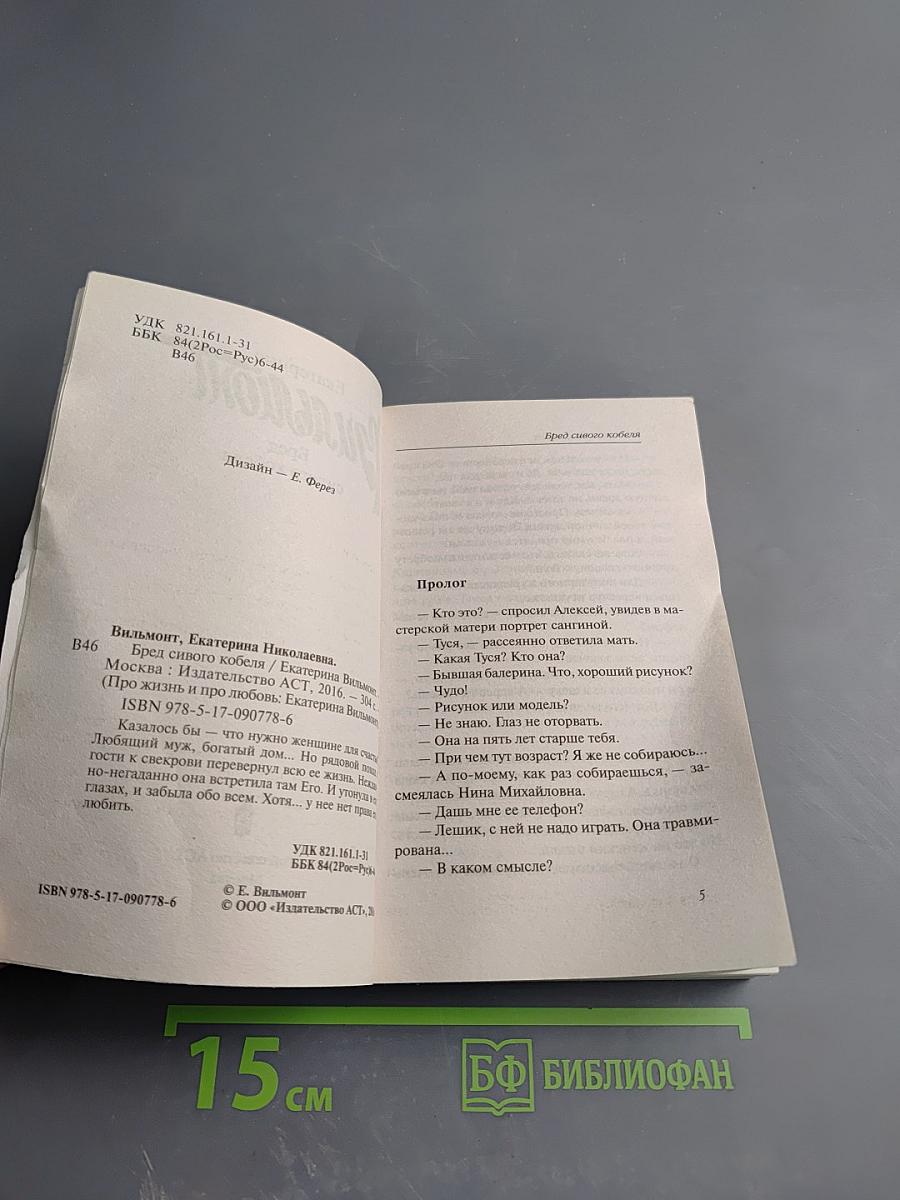 УДК 821.161.1-31
ББК 84(2Рос=Рус)6-44
В46
Дизайн — Е. Ферез
Вильмонт, Екатерина Николаевна.
В46 Бред сивого кобеля / Екатерина Вильмонт.
Москва : Издательство АСТ, 2016. — 304 с.
(Про жизнь и про любовь: Екатерина Вильмонт
ISBN 978-5-17-090778-6
Казалось бы — что нужно женщине для
Любящий муж, богатый дом... Но рядовой
гости к свекрови перевернул всю ее жизнь.
но-негаданно она встретила там Его. И утонула в
глазах, и забыла обо всем. Хотя... у нее нет права
любить.
УДК 821.161.1-31
ББК 84(2Рос=Рус)6-
ISBN 978-5-17-090778-6
© Е. Вильмонт
© ООО «Издательство АСТ»,
Бред сивого кобеля
Пролог
— Кто это? — спросил Алексей, увидев в ма-
стерской матери портрет сангиной.
— Туся, — рассеянно ответила мать.
— Какая Туся? Кто она?
— Бывшая балерина. Что, хороший рисунок?
— Чудо!
— Рисунок или модель?
— Не знаю. Глаз не оторвать.
— Она на пять лет старше тебя.
— При чем тут возраст? Я же не собираюсь...
— А по-моему, как раз собираешься, — за-
смеялась Нина Михайловна.
— Дашь мне ее телефон?
— Лешик, с ней не надо играть. Она травми-
рована...
— В каком смысле?
5
15 см
БФ БИБЛИОФАН